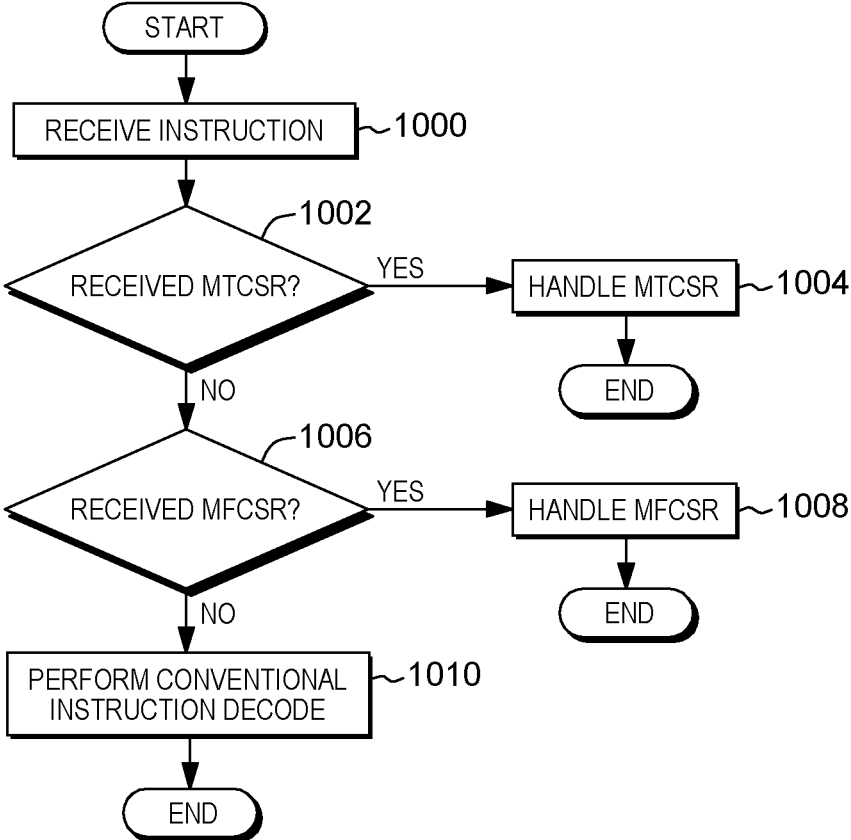 START
RECEIVE INSTRUCTION
1000
1002
RECEIVED MTCSR?
YES
HANDLE MTCSR
1004
END
NO
1006
RECEIVED MFCSR?
YES
HANDLE MFCSR
1008
END
NO
PERFORM CONVENTIONAL
INSTRUCTION DECODE
1010
END